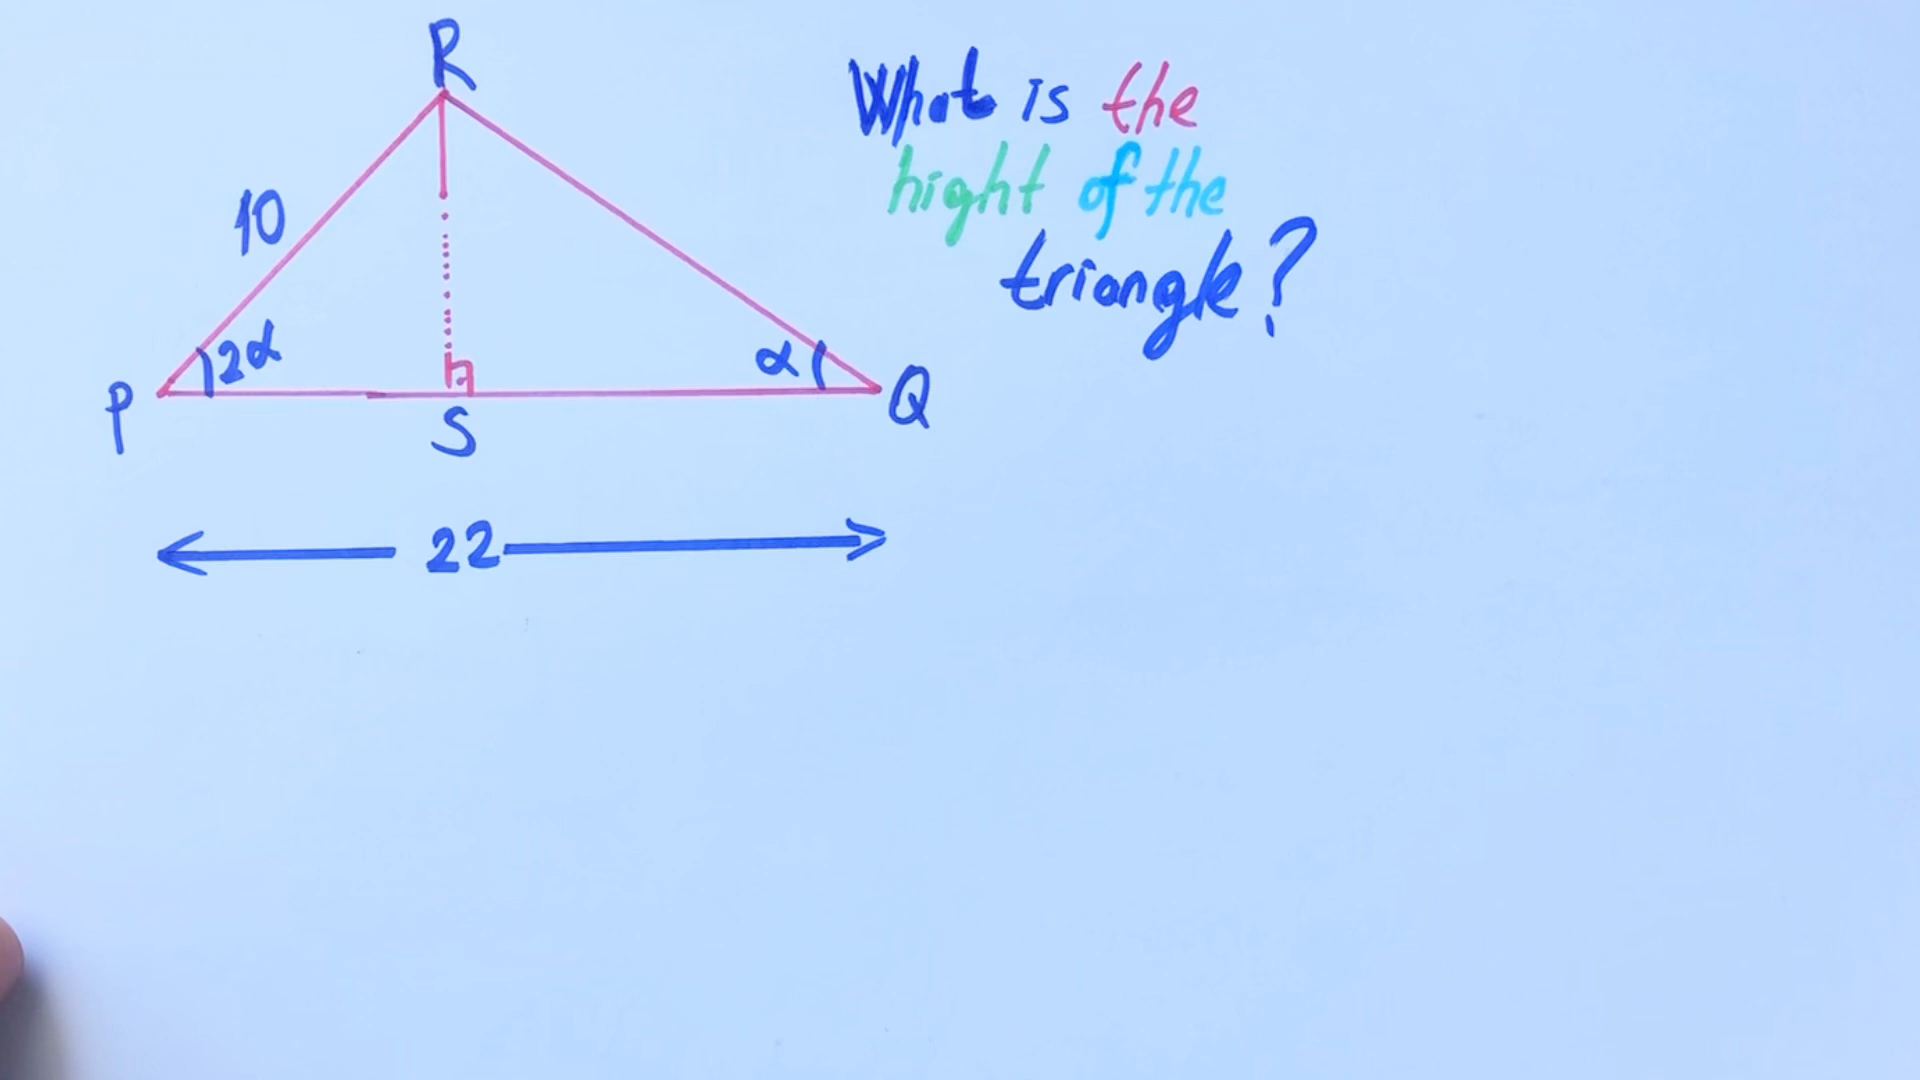 R
What is the
hight of the
10
triangle?
2α
α
P
S
Q
22